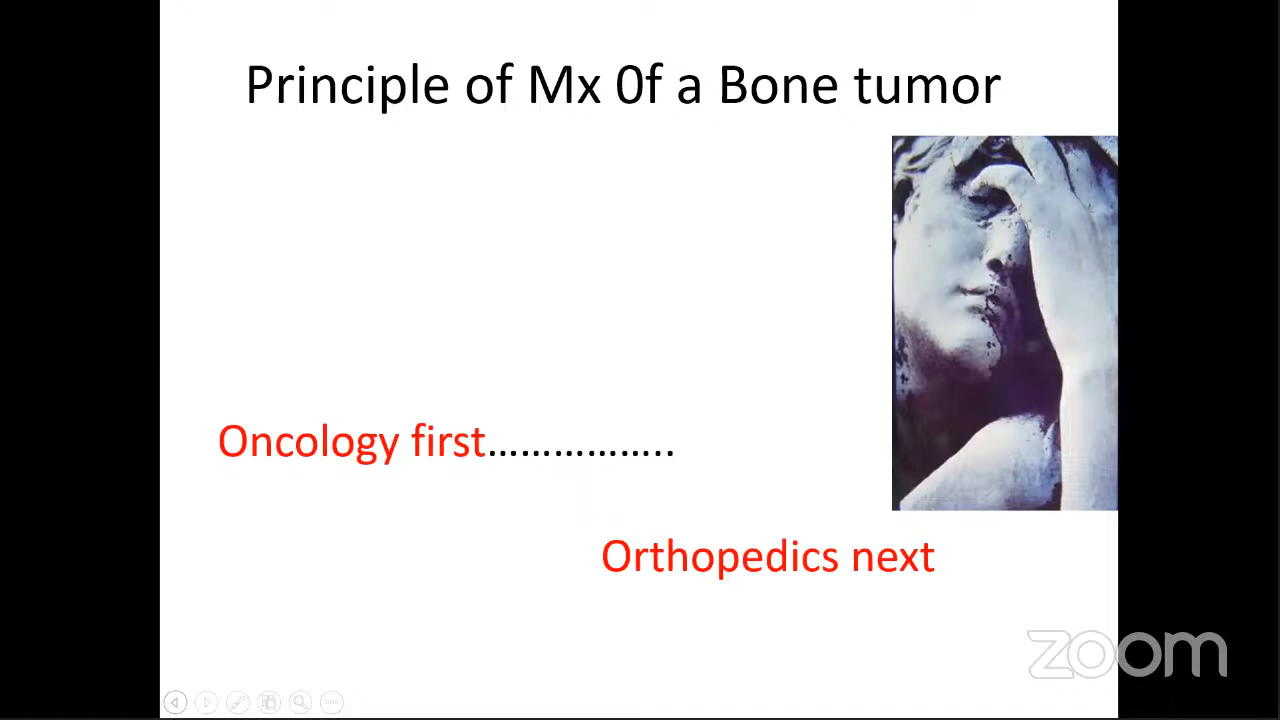 Principle of Mx 0f a Bone tumor
Oncology first……………..
Orthopedics next
zoom